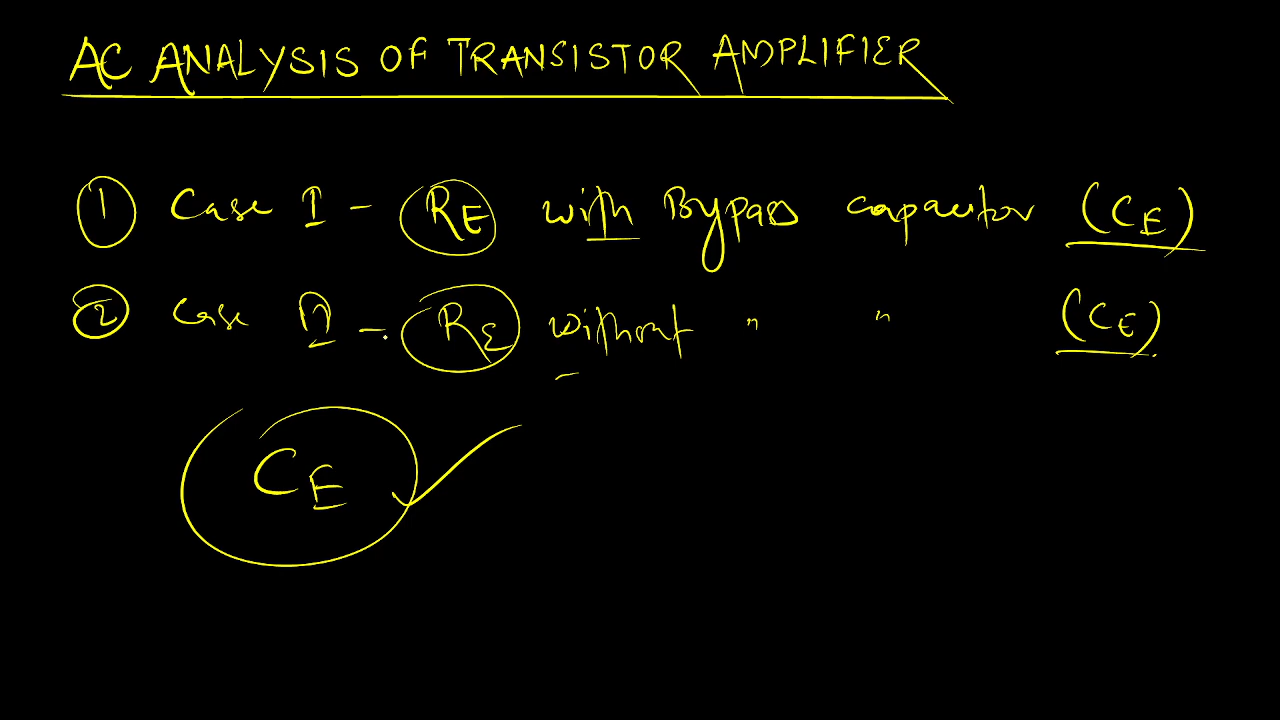 AC ANALYSIS OF TRANSISTOR AMPLIFIER
1 Case I - RE with Bypass capacitor (CE)
2 Case II - RE without " " (CE)
CE